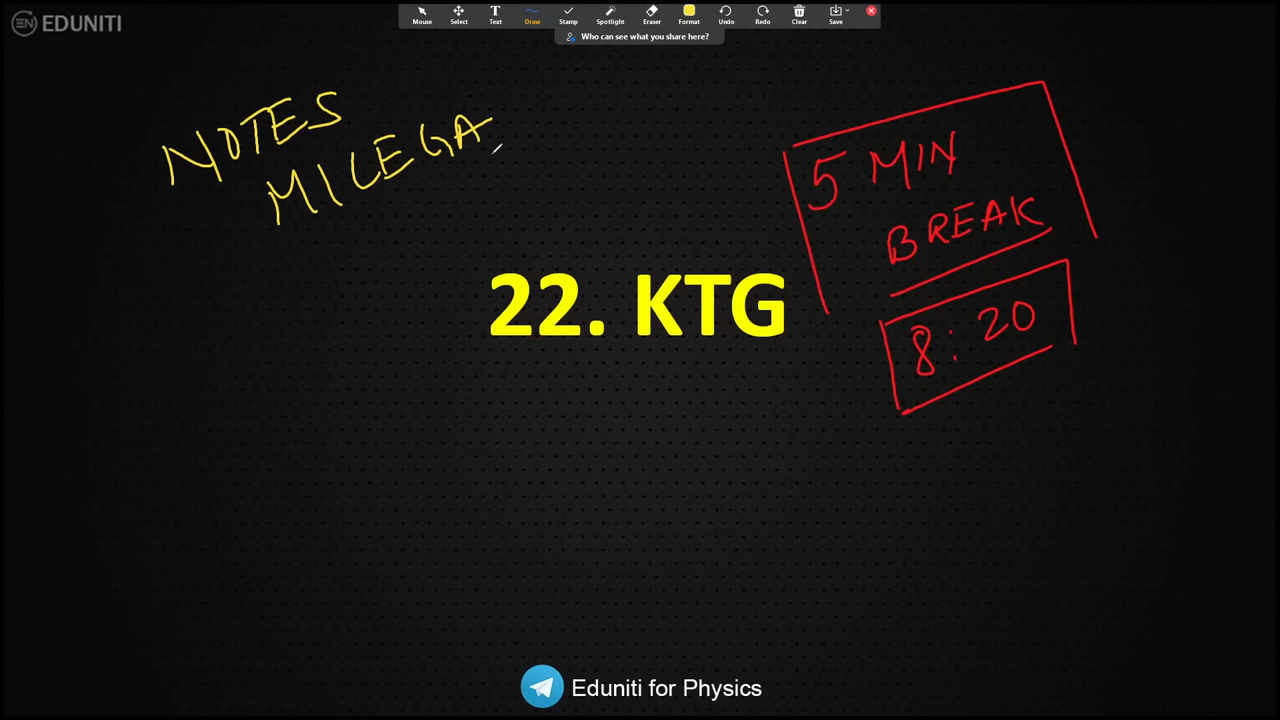 EDUNITI
Mouse Select Text Draw Stamp Spotlight Eraser Format Undo Redo Clear Save
Who can see what you share here?
NOTES
MILEGA
5 MIN
BREAK
8:20
22. KTG
Eduniti for Physics